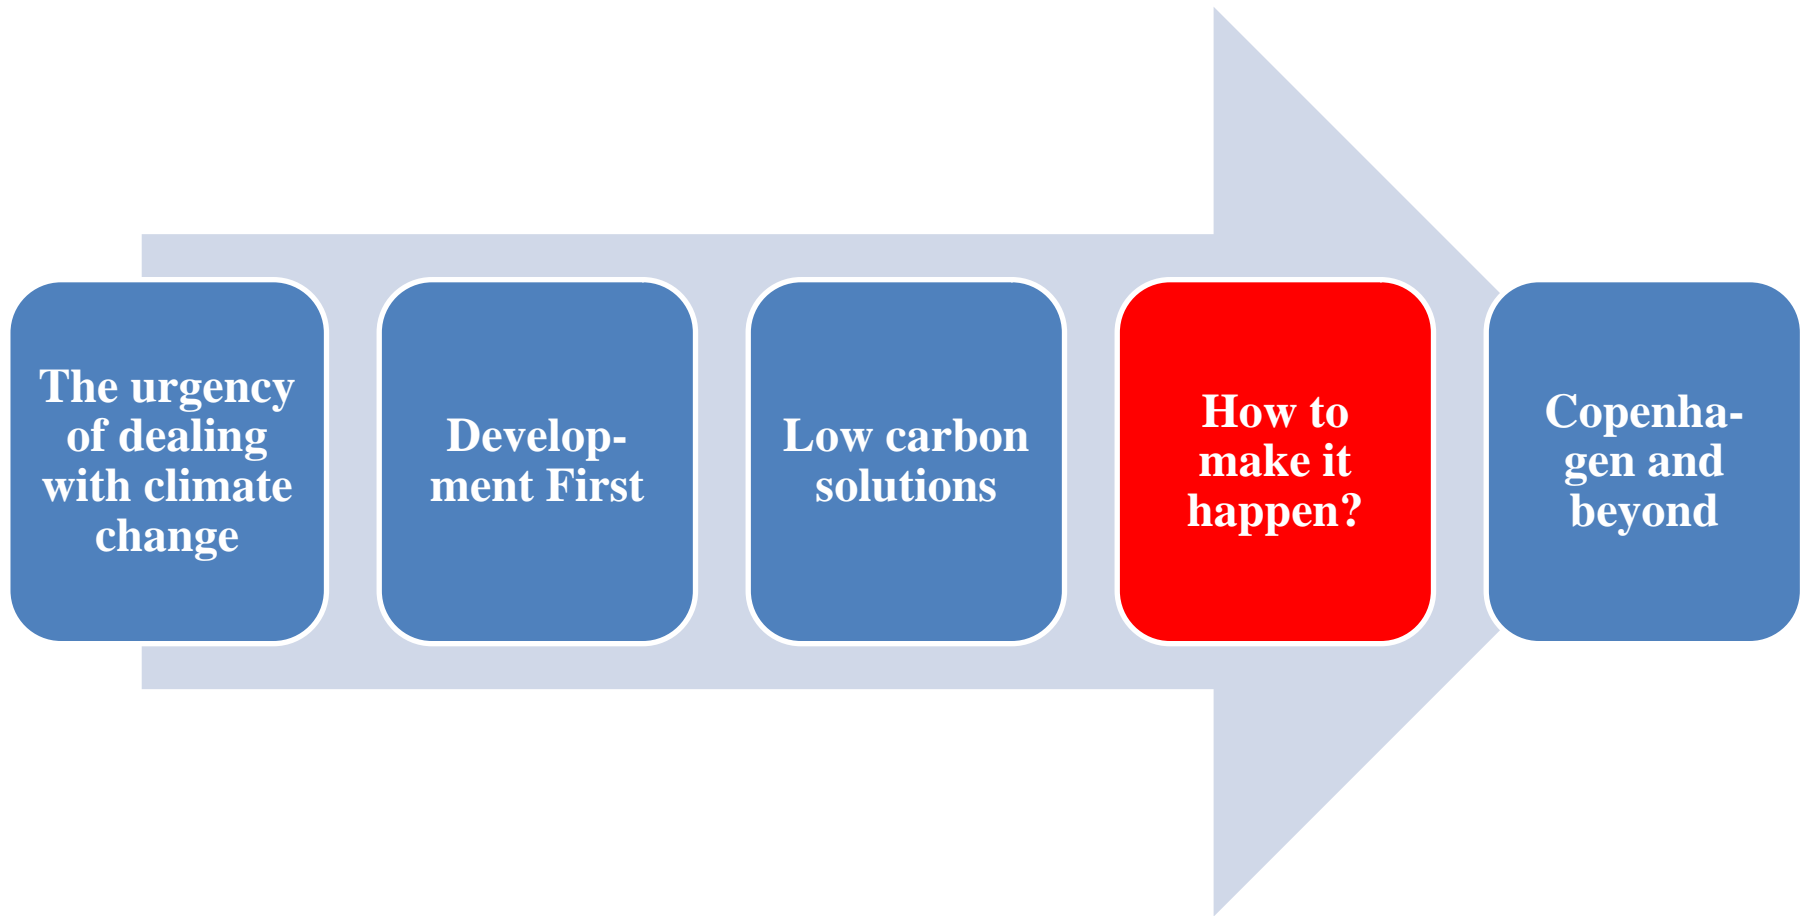 The urgency
of dealing
with climate
change
Develop-
ment First
Low carbon
solutions
How to
make it
happen?
Copenha-
gen and
beyond